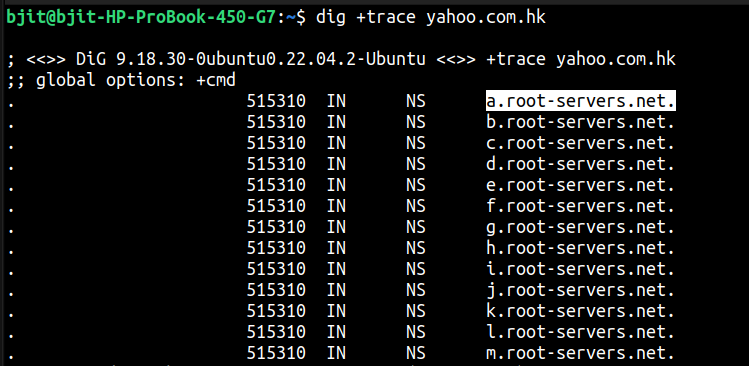 bjit@bjit-HP-ProBook-450-G7:~$ dig +trace yahoo.com.hk
; <<>> DiG 9.18.30-0ubuntu0.22.04.2-Ubuntu <<>> +trace yahoo.com.hk
;; global options: +cmd
. 515310 IN NS a.root-servers.net.
. 515310 IN NS b.root-servers.net.
. 515310 IN NS c.root-servers.net.
. 515310 IN NS d.root-servers.net.
. 515310 IN NS e.root-servers.net.
. 515310 IN NS f.root-servers.net.
. 515310 IN NS g.root-servers.net.
. 515310 IN NS h.root-servers.net.
. 515310 IN NS i.root-servers.net.
. 515310 IN NS j.root-servers.net.
. 515310 IN NS k.root-servers.net.
. 515310 IN NS l.root-servers.net.
. 515310 IN NS m.root-servers.net.